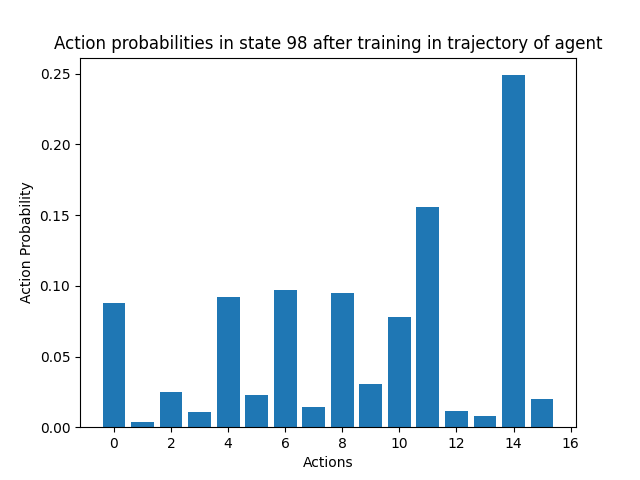 Action probabilities in state 98 after training in trajectory of agent
0.25
0.20
0.15
0.10
0.05
0.00
Action Probability
0 2 4 6 8 10 12 14 16
Actions